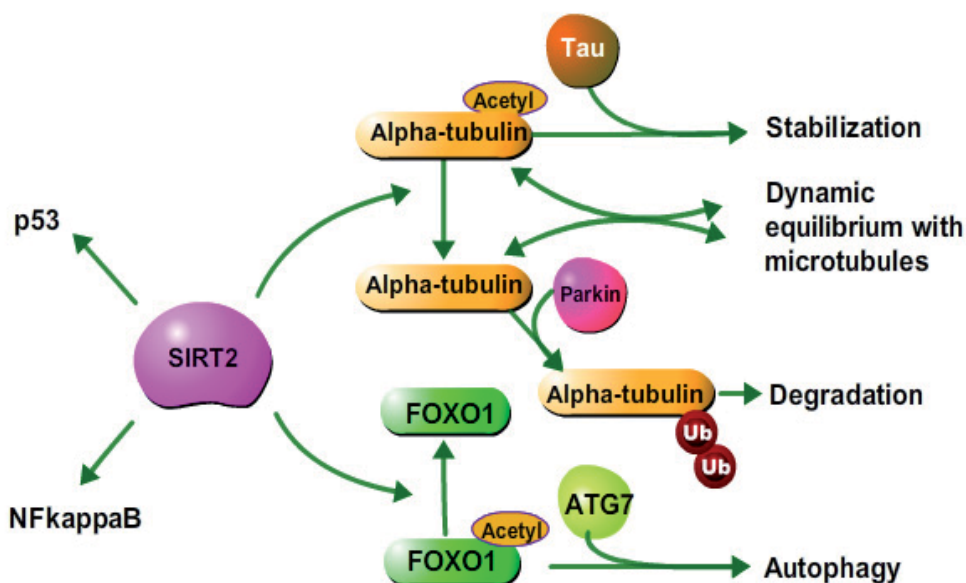 Tau
Acetyl
Alpha-tubulin
Stabilization
Dynamic
equilibrium with
microtubules
p53
Alpha-tubulin
Parkin
SIRT2
Alpha-tubulin
Degradation
Ub
Ub
FOXO1
NFkappaB
ATG7
Acetyl
FOXO1
Autophagy